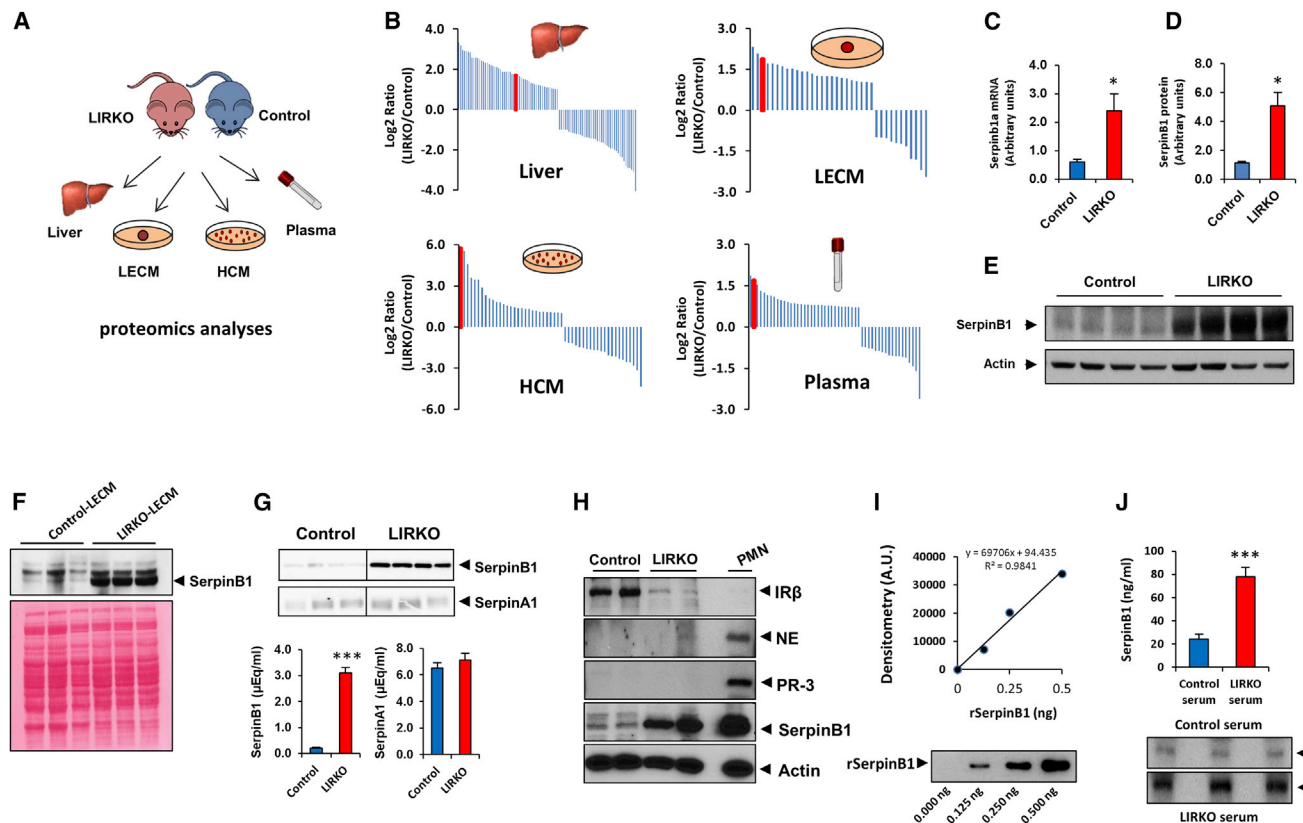 A
LIRKO
Control
Liver
Plasma
LECM
HCM
proteomics analyses
B
Log2 Ratio
(LIRKO/Control)
4.0
2.0
0.0
-2.0
4.0
Liver
Log2 Ratio
(LIRKO/Control)
3.0
1.5
0.0
-1.5
3.0
LECM
Log2 Ratio
(LIRKO/Control)
6.0
3.0
0.0
-3.0
-6.0
HCM
Log2 Ratio
(LIRKO/Control)
3.0
1.5
0.0
-1.5
-3.0
Plasma
C
Serpinb1a mRNA
(Arbitrary units)
4.0
3.0
2.0
1.0
0.0
*
Control
LIRKO
D
SerpinB1 protein
(Arbitrary units)
8.0
6.0
4.0
2.0
0.0
*
Control
LIRKO
E
Control
LIRKO
SerpinB1
Actin
F
Control-LECM
LIRKO-LECM
SerpinB1
G
Control
LIRKO
SerpinB1
SerpinA1
SerpinB1 (µEq/ml)
4.0
3.0
2.0
1.0
0.0
***
Control
LIRKO
SerpinA1 (µEq/ml)
8.0
6.0
4.0
2.0
0.0
Control
LIRKO
H
Control
LIRKO
PMN
IRβ
NE
PR-3
SerpinB1
Actin
I
y = 69706x + 94.435
R² = 0.9841
Densitometry (A.U.)
40000
30000
20000
10000
0
0
0.25
0.5
rSerpinB1 (ng)
rSerpinB1
0.000 ng
0.125 ng
0.250 ng
0.500 ng
J
SerpinB1
(ng/ml)
100
80
60
40
20
0
***
Control
serum
LIRKO
serum
Control serum
LIRKO serum